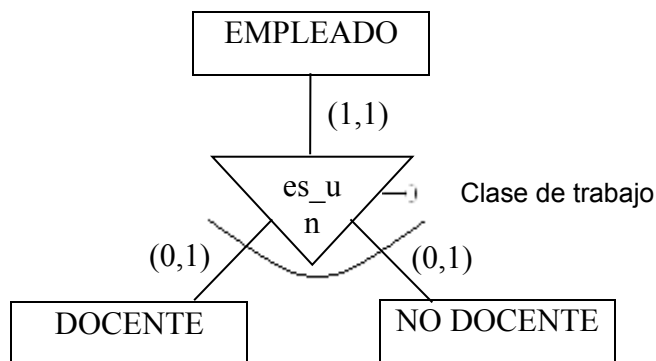 EMPLEADO
(1,1)
es_u
n
Clase de trabajo
(0,1)
(0,1)
DOCENTE
NO DOCENTE